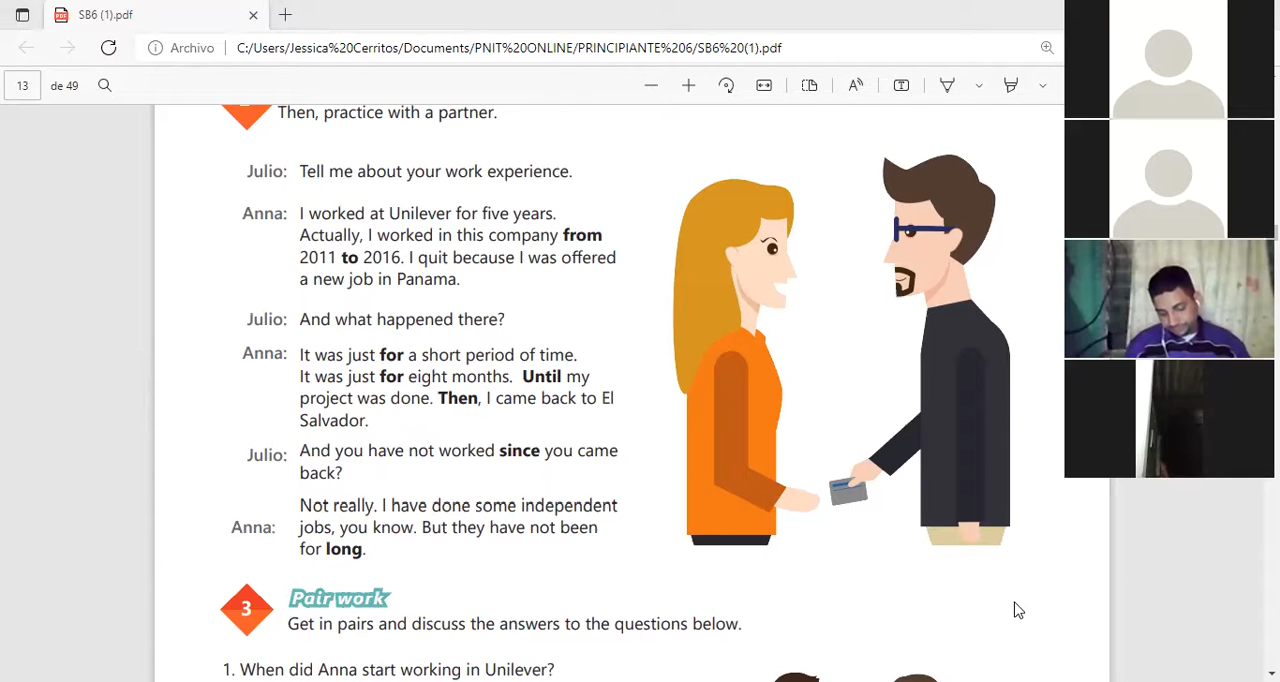 SB6 (1).pdf
Archivo
C:/Users/Jessica%20Cerritos/Documents/PNIT%20ONLINE/PRINCIPIANTE%206/SB6%20(1).pdf
13 de 49
Then, practice with a partner.
Julio: Tell me about your work experience.
Anna: I worked at Unilever for five years.
Actually, I worked in this company from
2011 to 2016. I quit because I was offered
a new job in Panama.
Julio: And what happened there?
Anna: It was just for a short period of time.
It was just for eight months. Until my
project was done. Then, I came back to El
Salvador.
Julio: And you have not worked since you came
back?
Not really. I have done some independent
Anna: jobs, you know. But they have not been
for long.
3 Pair work
Get in pairs and discuss the answers to the questions below.
1. When did Anna start working in Unilever?